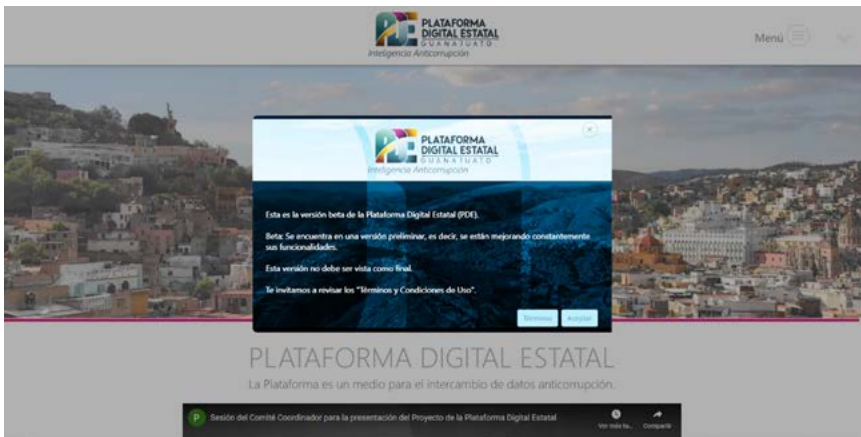 PLATAFORMA
DIGITAL ESTATAL
GUANAJUATO
Inteligencia Anticorrupción
Menú
PLATAFORMA
DIGITAL ESTATAL
GUANAJUATO
Inteligencia Anticorrupción
Esta es la versión beta de la Plataforma Digital Estatal (PDE).
Beta: Se encuentra en una versión preliminar, es decir, se están mejorando constantemente
sus funcionalidades.
Esta versión no debe ser vista como final.
Te invitamos a revisar los "Términos y Condiciones de Uso".
Términos Aceptar
PLATAFORMA DIGITAL ESTATAL
La Plataforma es un medio para el intercambio de datos anticorrupción.
P Sesión del Comité Coordinador para la presentación del Proyecto de la Plataforma Digital Estatal
Ver más ta... Compartir